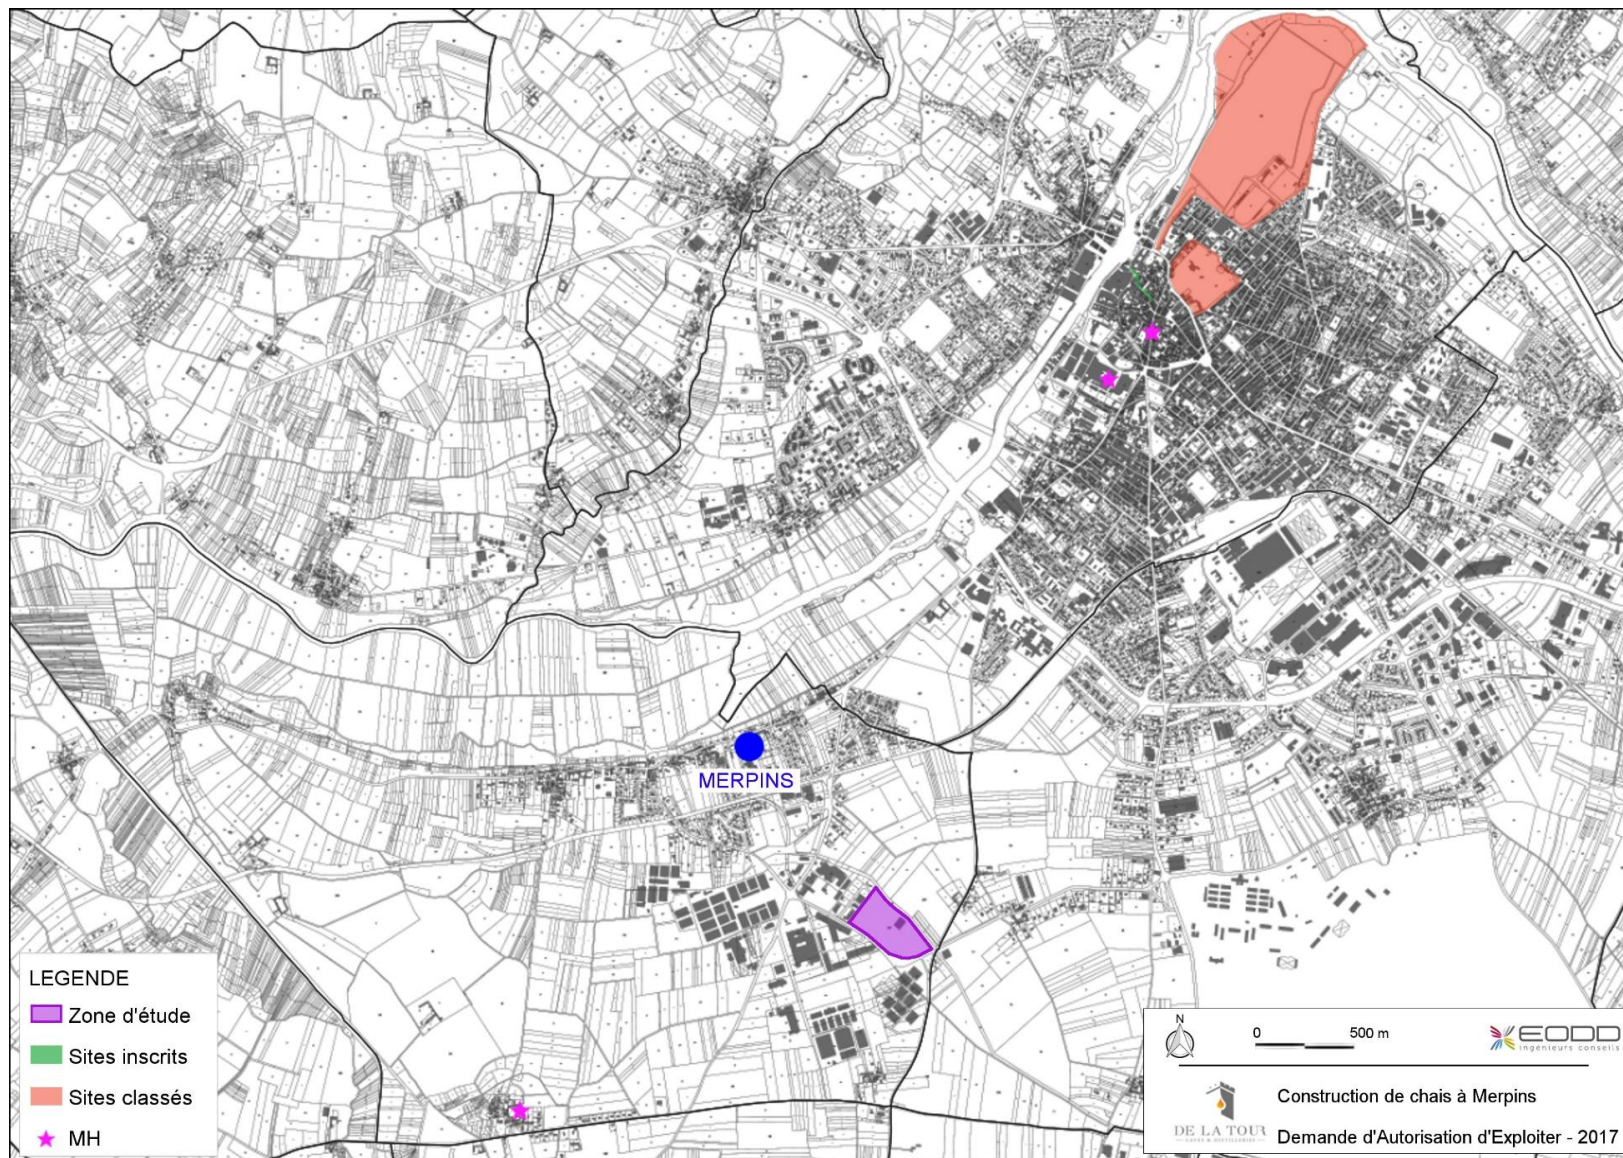 MERPINS
LEGENDE
Zone d'étude
Sites inscrits
Sites classés
MH
N
0 500 m
EODD
ingénieurs conseils
Construction de chais à Merpins
DE LA TOUR
Demande d'Autorisation d'Exploiter - 2017